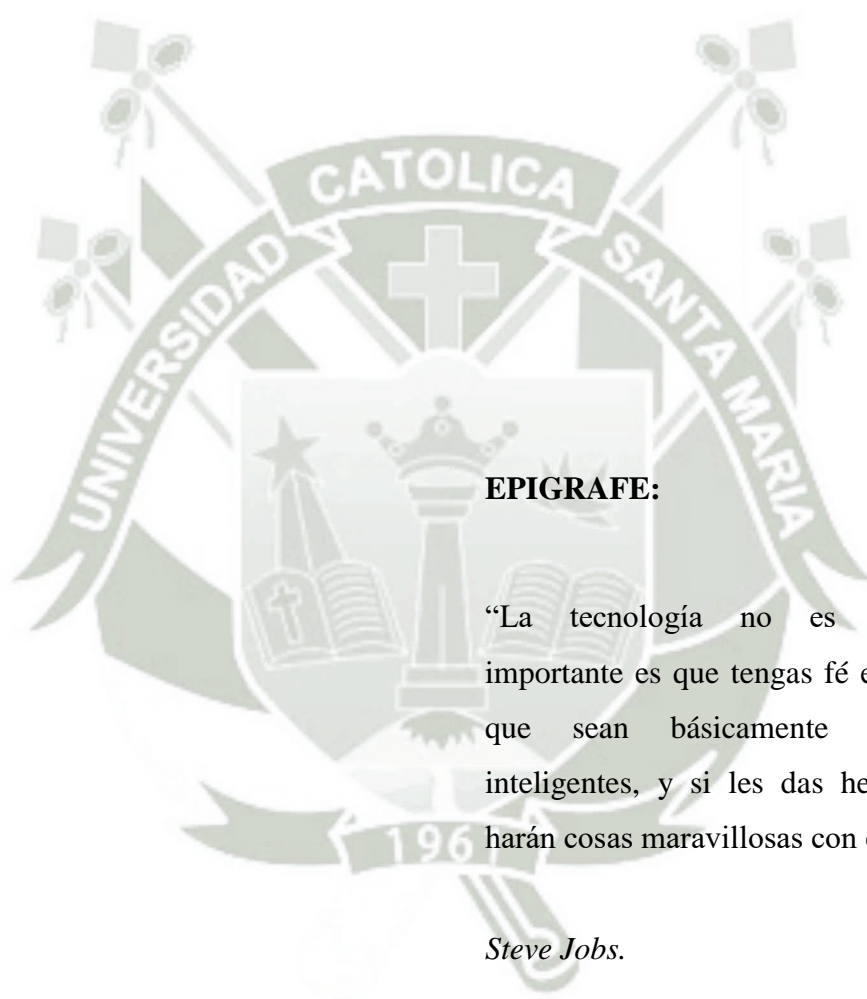 UNIVERSIDAD CATOLICA SANTA MARIA
EPIGRAFE:
“La tecnología no es
importante es que tengas fé
que sean básicamente
inteligentes, y si les das
harán cosas maravillosas con
Steve Jobs.
196